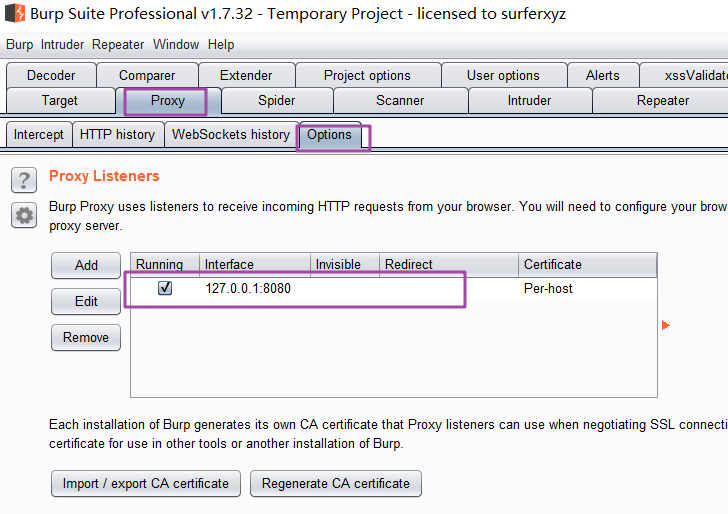 Burp Suite Professional v1.7.32 - Temporary Project - licensed to surferxyz
Burp Intruder Repeater Window Help
Decoder Comparer Extender Project options User options Alerts xssValidat
Target Proxy Spider Scanner Intruder Repeater
Intercept HTTP history WebSockets history Options
?
Proxy Listeners
Burp Proxy uses listeners to receive incoming HTTP requests from your browser. You will need to configure your brow
proxy server.
Add
Edit
Remove
Running Interface Invisible Redirect Certificate
127.0.0.1:8080 Per-host
Each installation of Burp generates its own CA certificate that Proxy listeners can use when negotiating SSL connecti
certificate for use in other tools or another installation of Burp.
Import / export CA certificate Regenerate CA certificate